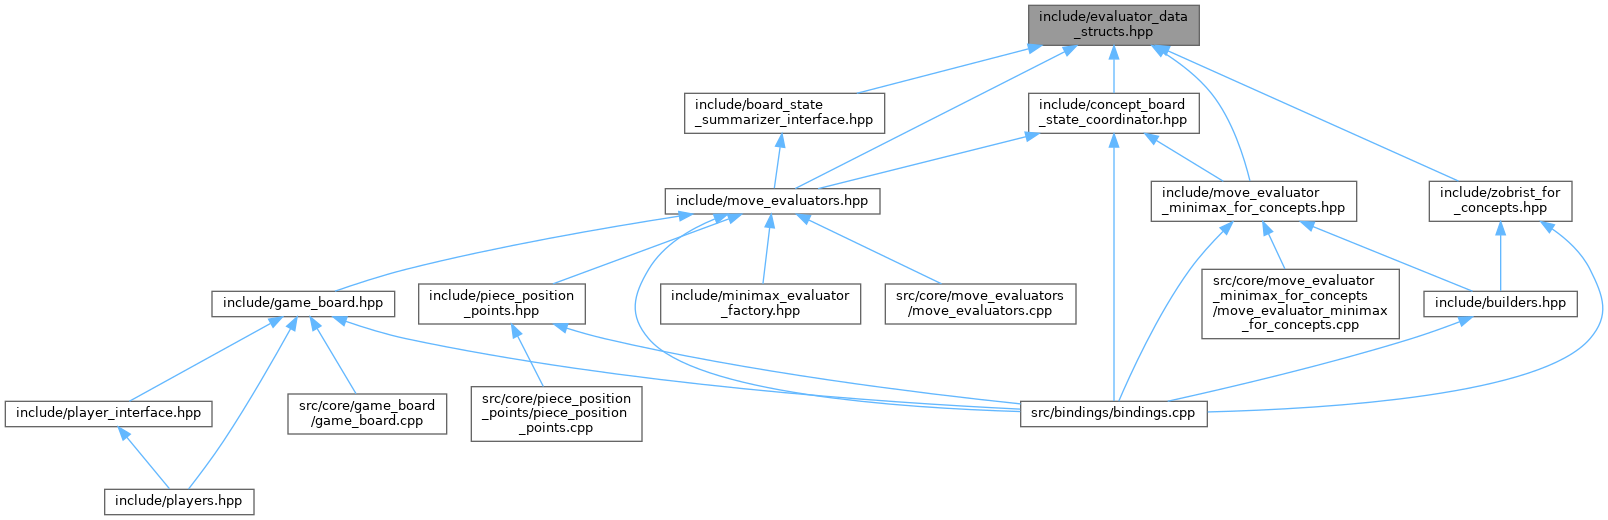 include/evaluator_data
_structs.hpp
include/board_state
_summarizer_interface.hpp
include/concept_board
_state_coordinator.hpp
include/move_evaluators.hpp
include/move_evaluator
_minimax_for_concepts.hpp
include/zobrist_for
_concepts.hpp
include/game_board.hpp
include/piece_position
_points.hpp
include/minimax_evaluator
_factory.hpp
src/core/move_evaluators
/move_evaluators.cpp
src/core/move_evaluator
_minimax_for_concepts
/move_evaluator_minimax
_for_concepts.cpp
include/builders.hpp
include/player_interface.hpp
src/core/game_board
/game_board.cpp
src/core/piece_position
_points/piece_position
_points.cpp
src/bindings/bindings.cpp
include/players.hpp